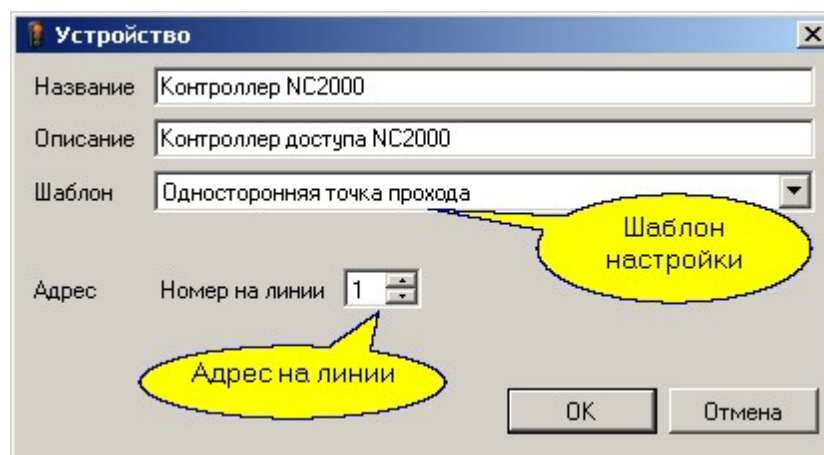 Устройство
Название Контроллер NC2000
Описание Контроллер доступа NC2000
Шаблон Односторонняя точка прохода
Шаблон
настройки
Адрес Номер на линии 1
Адрес на линии
OK Отмена